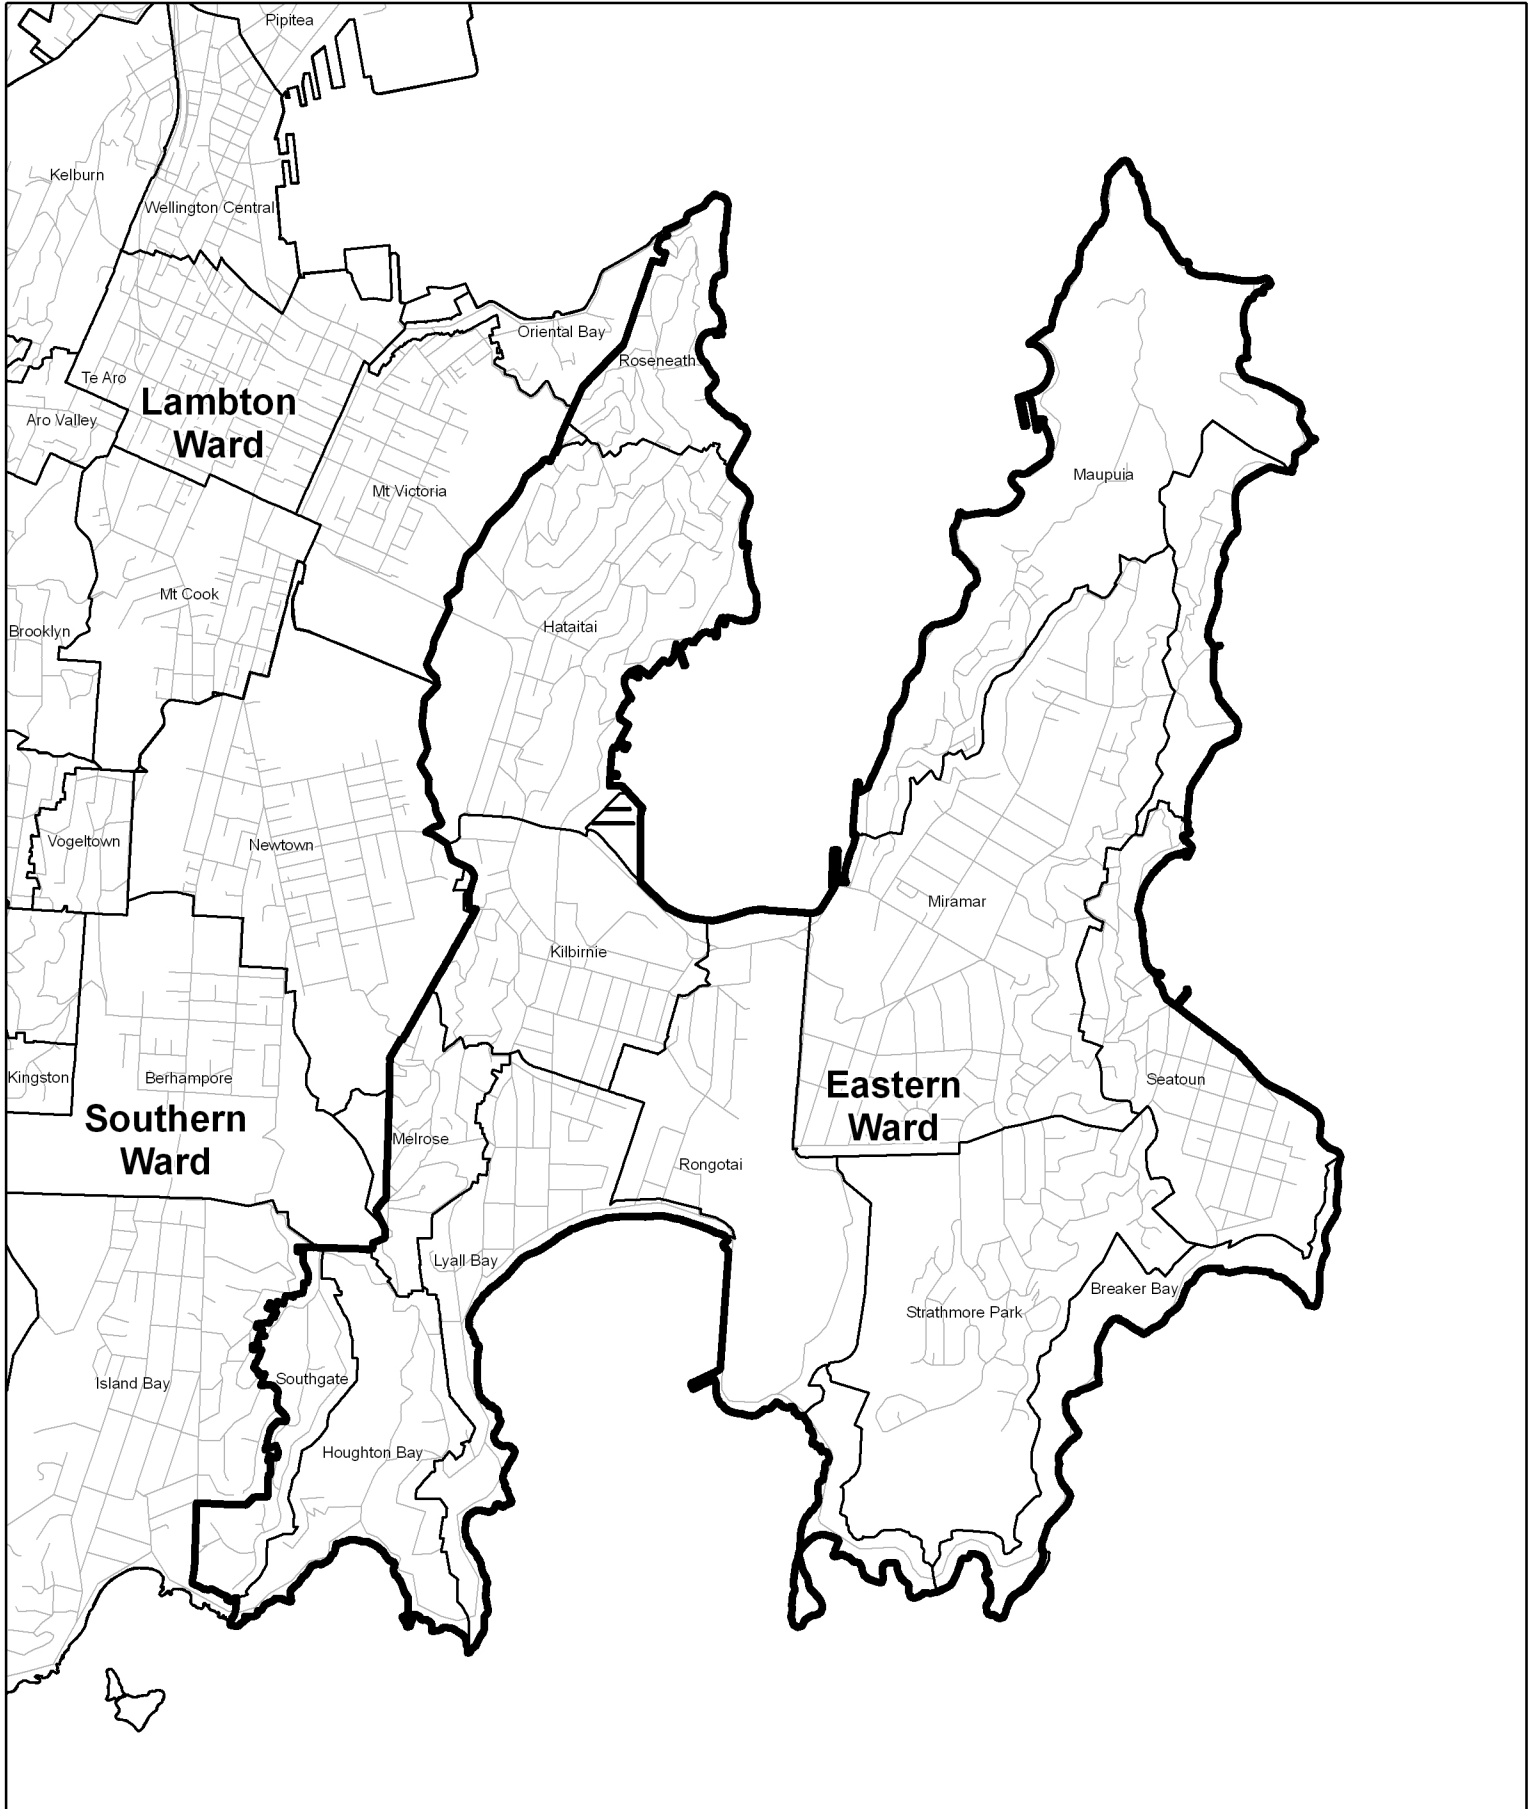 Pipitea
Kelburn
Wellington Central
Oriental Bay
Roseneath
Te Aro
Lambton
Ward
Aro Valley
Maupuia
Mt Victoria
Mt Cook
Hataitai
Brooklyn
Vogeltown
Newtown
Miramar
Kilbirnie
Kingston
Berhampore
Eastern
Ward
Seatoun
Southern
Ward
Melrose
Rongotai
Lyall Bay
Breaker Bay
Strathmore Park
Island Bay
Southgate
Houghton Bay